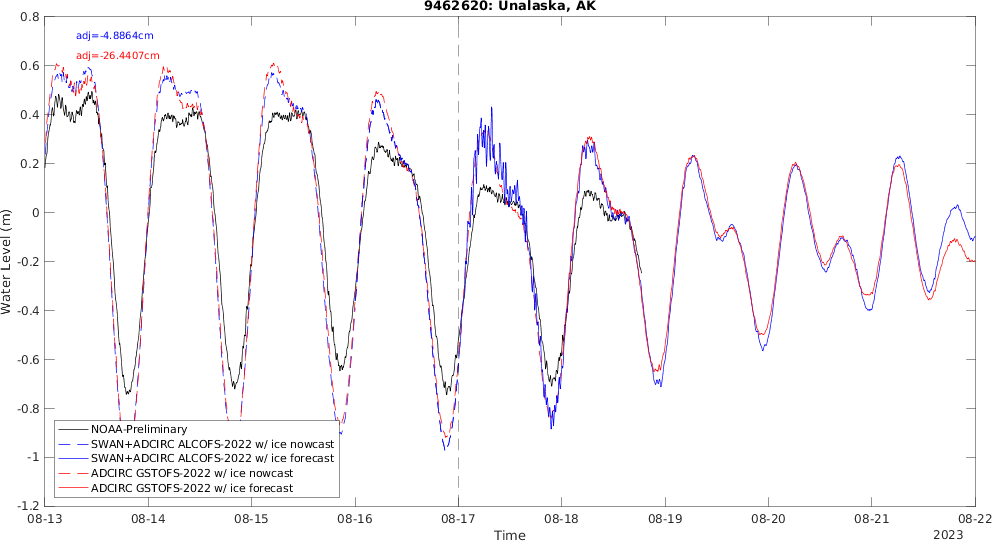 9462620: Unalaska, AK
adj=-4.8864cm
adj=-26.4407cm
Water Level (m)
0.8
0.6
0.4
0.2
0
-0.2
-0.4
-0.6
-0.8
-1
-1.2
NOAA-Preliminary
SWAN+ADCIRC ALCOFS-2022 w/ ice nowcast
SWAN+ADCIRC ALCOFS-2022 w/ ice forecast
ADCIRC GSTOFS-2022 w/ ice nowcast
ADCIRC GSTOFS-2022 w/ ice forecast
08-13 08-14 08-15 08-16 08-17 08-18 08-19 08-20 08-21 08-22
Time
2023